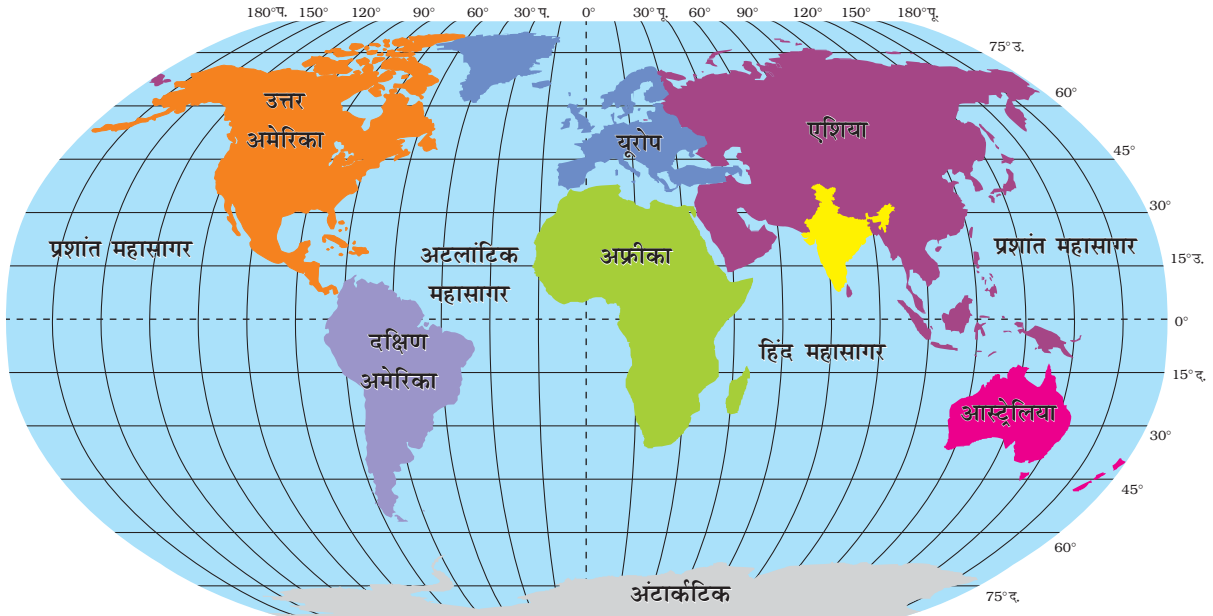 180°प. 150° 120° 90° 60° 30°प. 0° 30°पू. 60 90° 120° 150° 180°पू.
75°उ.
60°
45°
30°
15°उ.
0°
15°द.
30°
45°
60°
75°द.
उत्तर
अमेरिका
यूरोप
एशिया
प्रशांत महासागर
अटलांटिक
महासागर
अफ्रीका
प्रशांत महासागर
दक्षिण
अमेरिका
हिंद महासागर
आस्ट्रेलिया
अंटार्कटिक